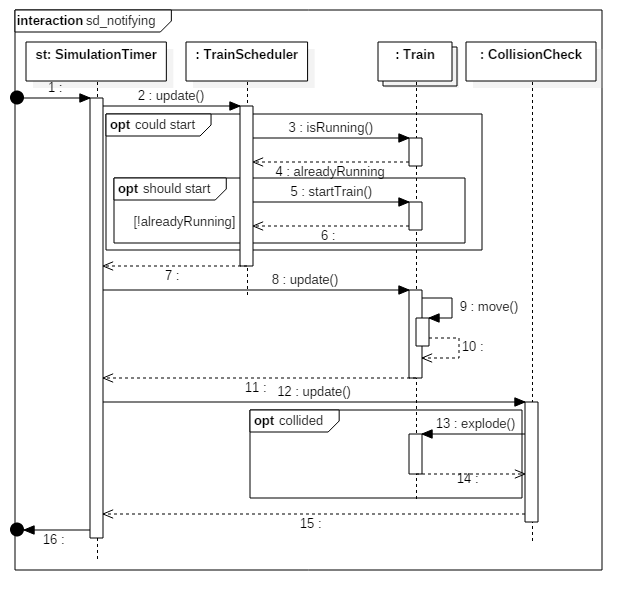 interaction sd_notifying
st: SimulationTimer
: TrainScheduler
: Train
: CollisionCheck
1 :
2 : update()
opt could start
3 : isRunning()
4 : alreadyRunning
opt should start
5 : startTrain()
[!alreadyRunning]
6 :
7 :
8 : update()
9 : move()
10 :
11 :
12 : update()
opt collided
13 : explode()
14 :
15 :
16 :